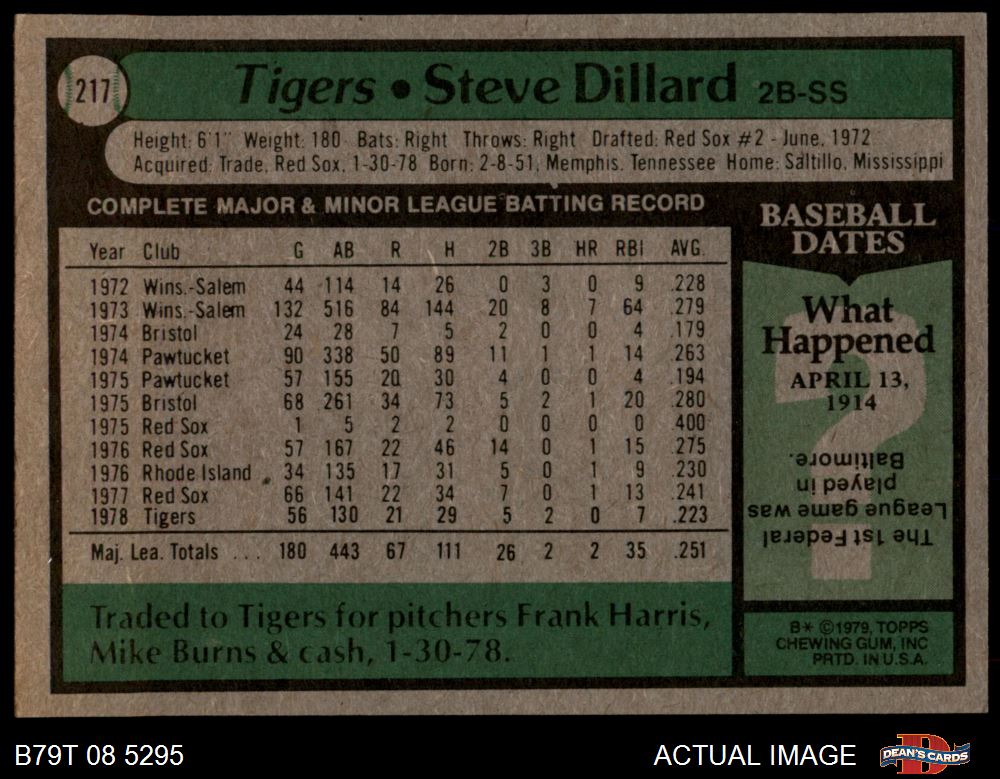 217
Tigers • Steve Dillard 2B-SS
Height: 6'1" Weight: 180 Bats: Right Throws: Right Drafted: Red Sox #2 - June, 1972
Acquired: Trade, Red Sox, 1-30-78 Born: 2-8-51, Memphis, Tennessee Home: Saltillo, Mississippi
COMPLETE MAJOR & MINOR LEAGUE BATTING RECORD
Year Club G AB R H 2B 3B HR RBI AVG.
1972 Wins.-Salem 44 114 14 26 0 3 0 9 .228
1973 Wins.-Salem 132 516 84 144 20 8 7 64 .279
1974 Bristol 24 28 7 5 2 0 0 4 .179
1974 Pawtucket 90 338 50 89 11 1 1 14 .263
1975 Pawtucket 57 155 20 30 4 0 0 4 .194
1975 Bristol 68 261 34 73 5 2 1 20 .280
1975 Red Sox 1 5 2 2 0 0 0 0 .400
1976 Red Sox 57 167 22 46 14 0 1 15 .275
1976 Rhode Island 34 135 17 31 5 0 1 9 .230
1977 Red Sox 66 141 22 34 7 0 1 13 .241
1978 Tigers 56 130 21 29 5 2 0 7 .223
Maj. Lea. Totals ... 180 443 67 111 26 2 2 35 .251
Traded to Tigers for pitchers Frank Harris,
Mike Burns & cash, 1-30-78.
BASEBALL
DATES
What
Happened
APRIL 13,
1914
?
The 1st Federal
League game was
played in
Baltimore.
B* ©1979, TOPPS
CHEWING GUM, INC
PRTD. IN U.S.A.
B79T 08 5295
ACTUAL IMAGE
DEAN'S CARDS